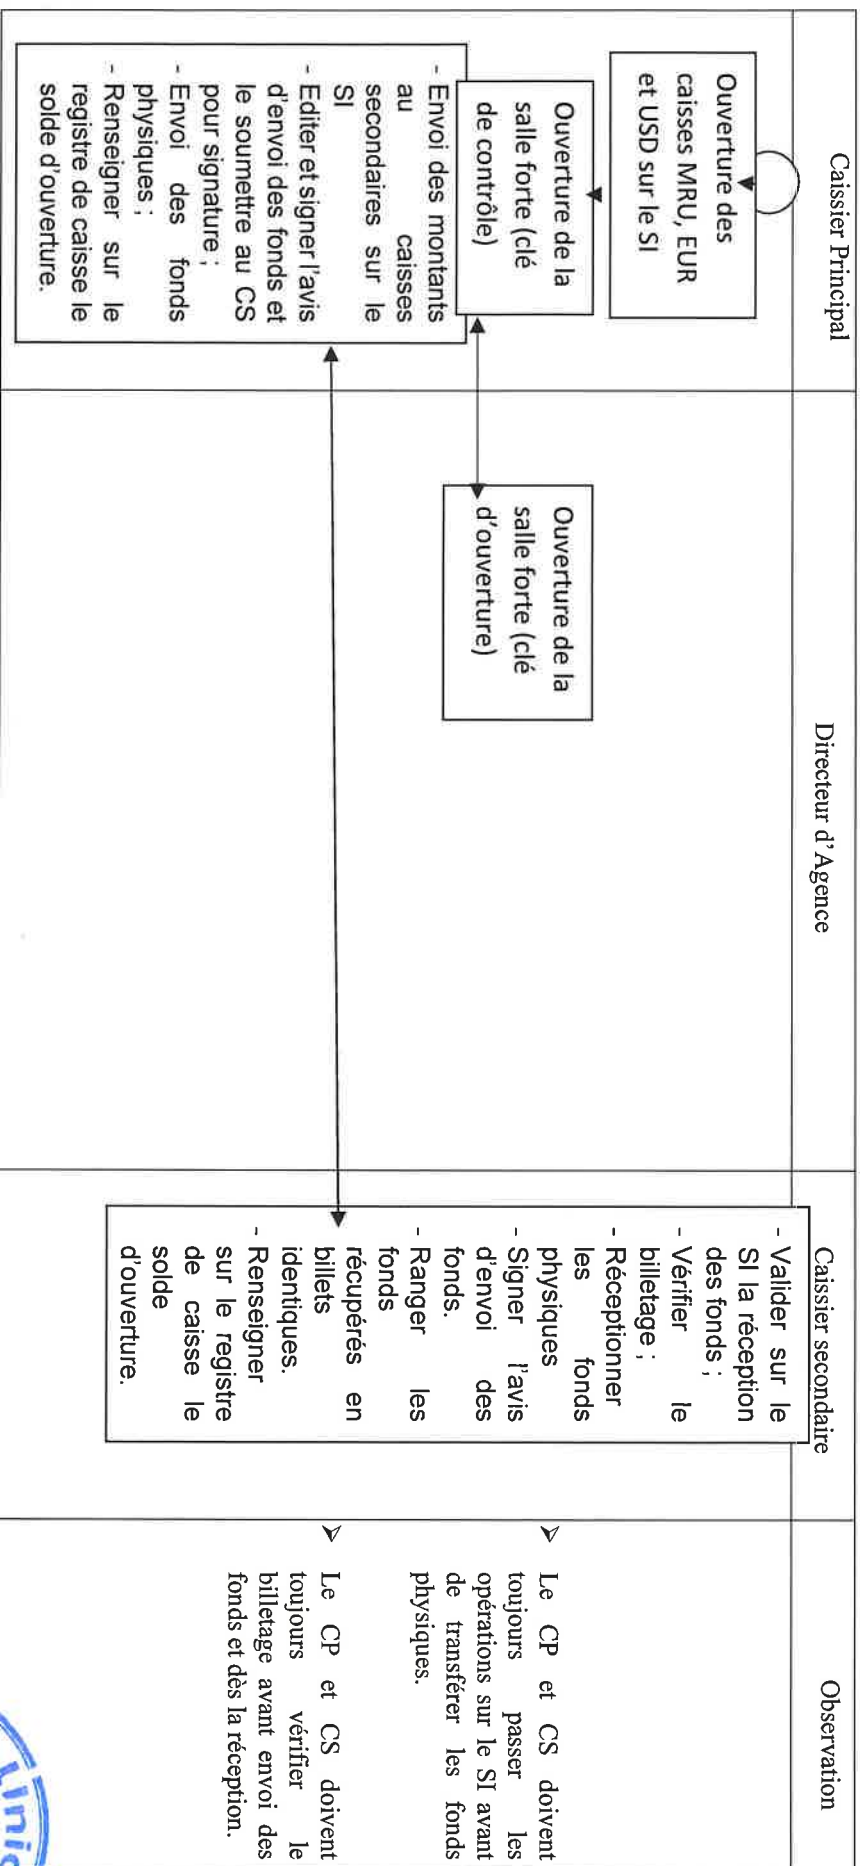 Caissier Principal
Directeur d'Agence
Caissier secondaire
Observation
Ouverture des
caisses MRU, EUR
et USD sur le SI
Ouverture de la
salle forte (clé
de contrôle)
- Envoi des montants
au caisses
secondaires sur le
SI
- Editer et signer l'avis
d'envoi des fonds et
le soumettre au CS
pour signature ;
- Envoi des fonds
physiques ;
- Renseigner sur le
registre de caisse le
solde d'ouverture.
Ouverture de la
salle forte (clé
d'ouverture)
- Valider sur le
SI la réception
des fonds ;
- Vérifier le
billetage ;
- Réceptionner
les fonds
physiques
- Signer l'avis
d'envoi des
fonds.
- Ranger les
fonds
récupérés en
billets
identiques.
- Renseigner
sur le registre
de caisse le
solde
d'ouverture.
➢ Le CP et CS doivent
toujours passer les
opérations sur le SI avant
de transférer les fonds
physiques.
➢ Le CP et CS doivent
toujours vérifier le
billetage avant envoi des
fonds et dès la réception.